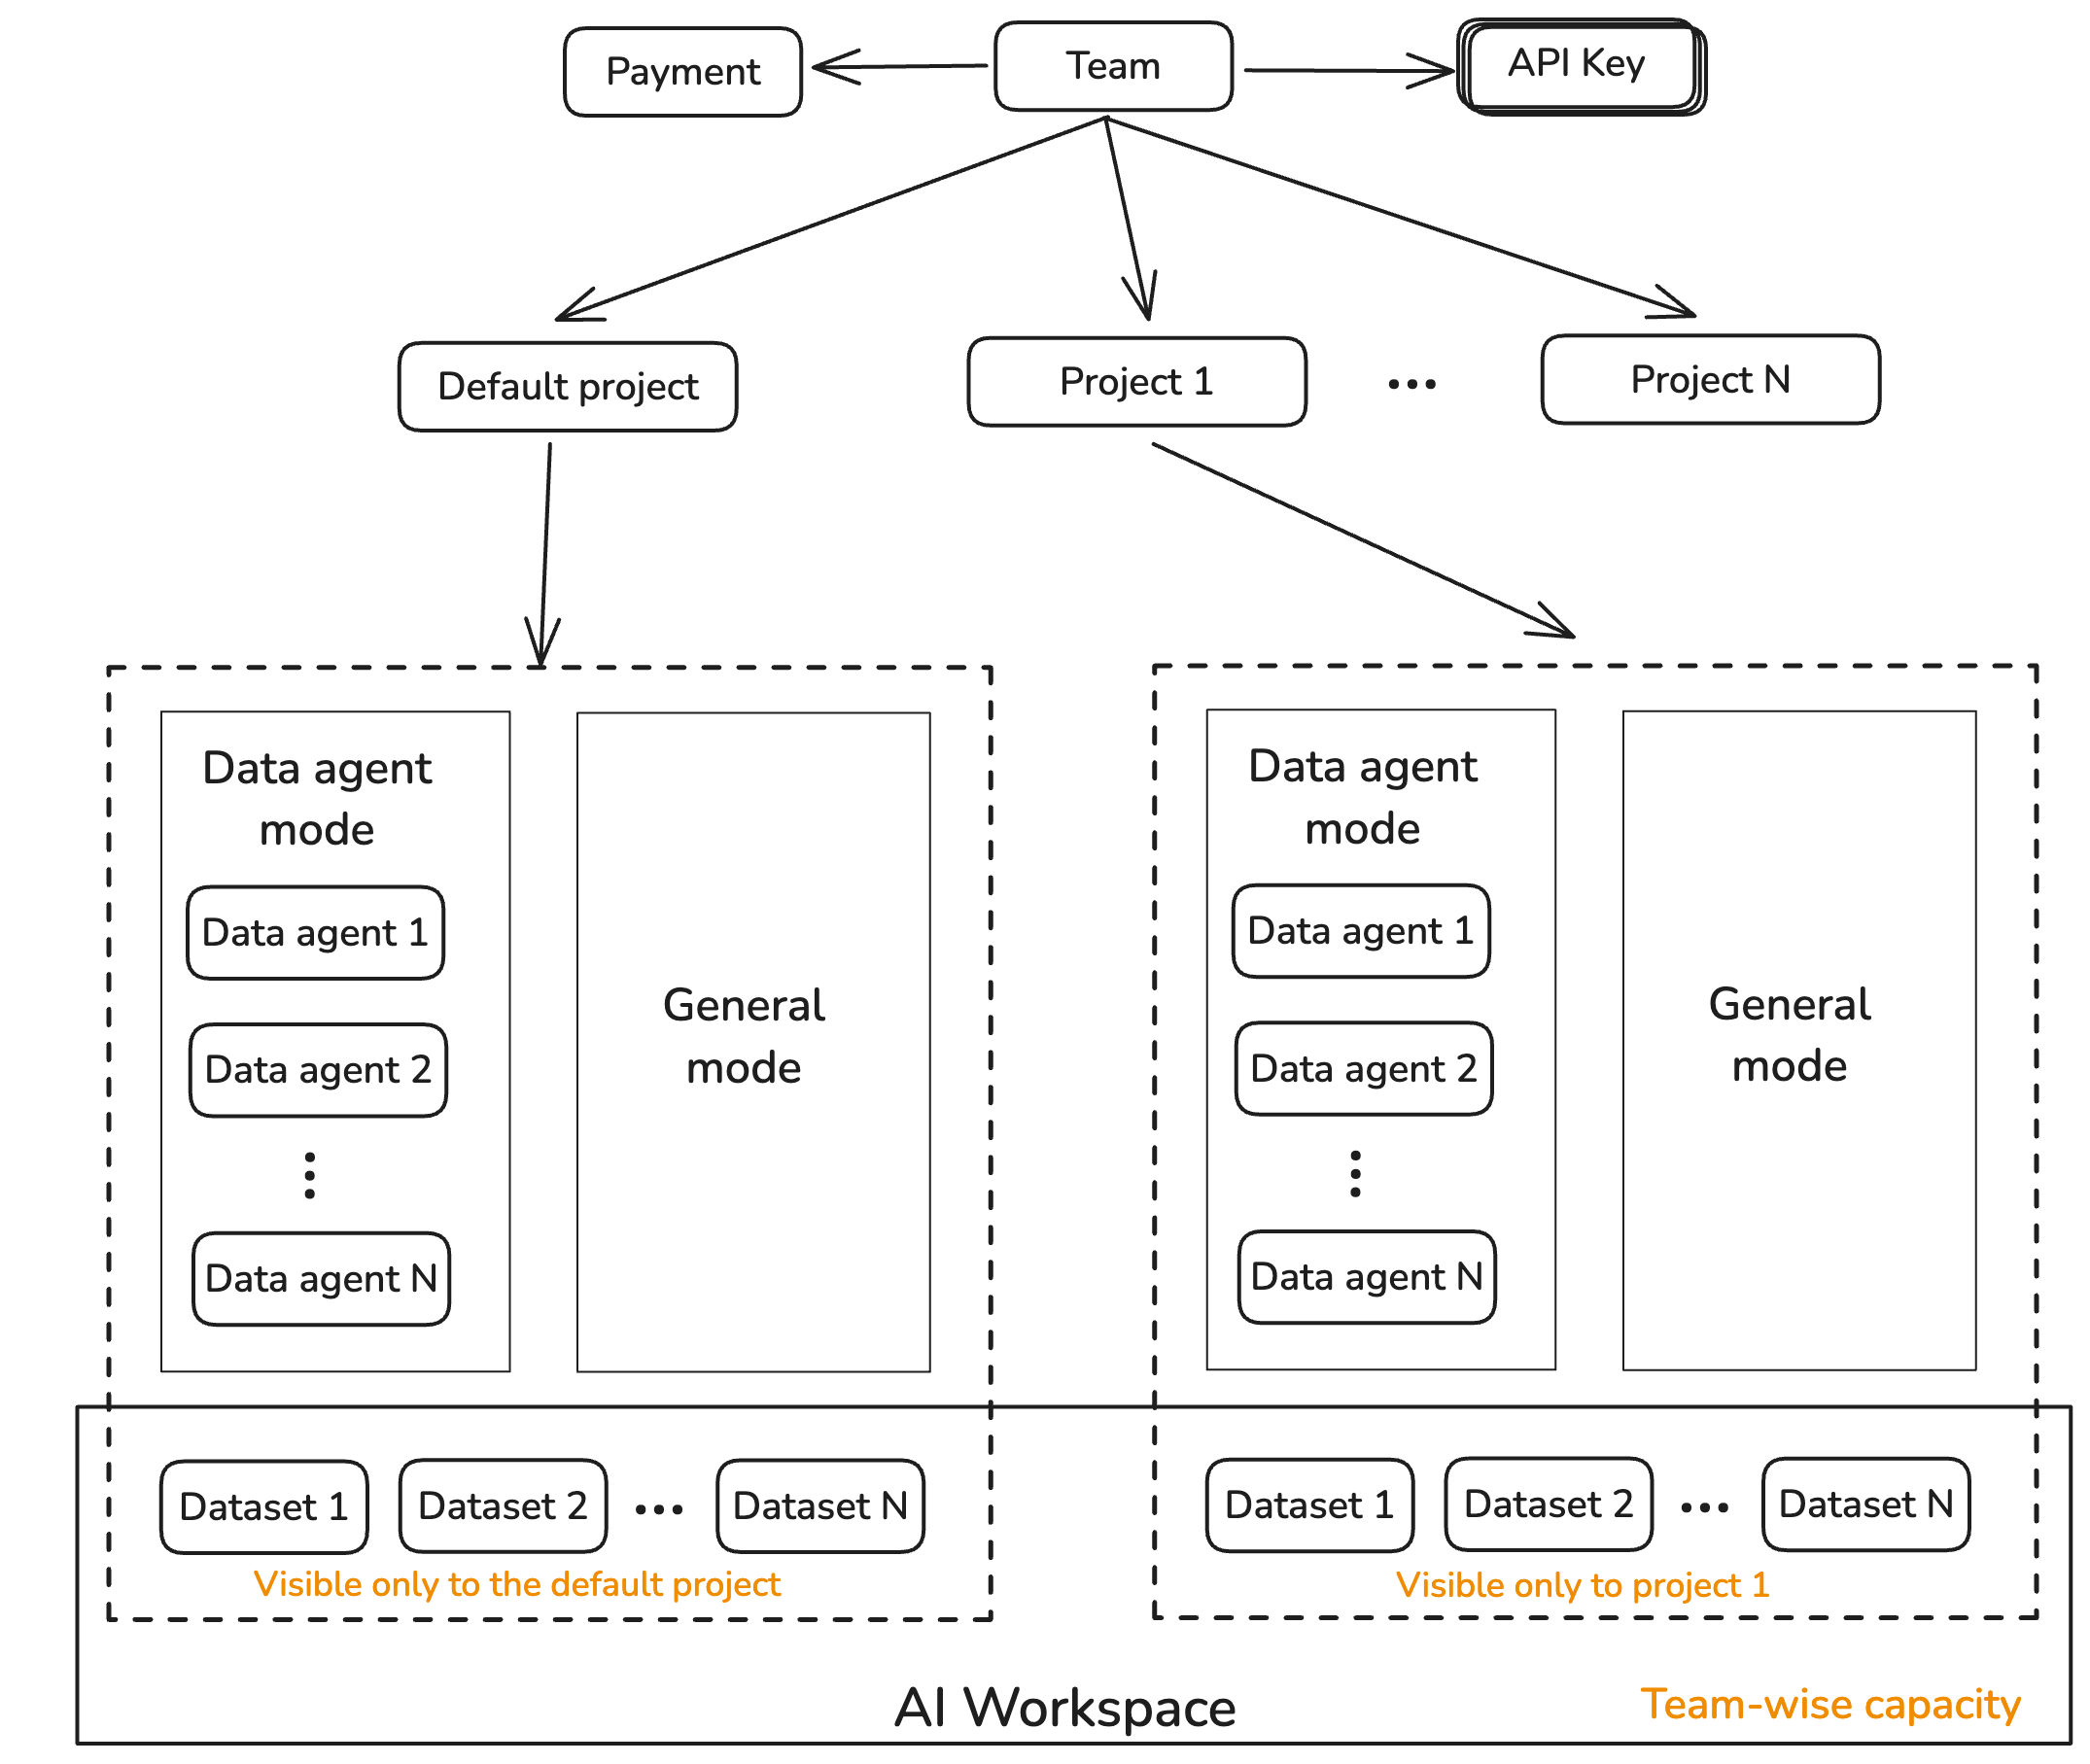 Payment
Team
API Key
Default project
Project 1
...
Project N
Data agent
mode
Data agent 1
Data agent 2
Data agent N
General
mode
Data agent
mode
Data agent 1
Data agent 2
Data agent N
General
mode
Dataset 1
Dataset 2
...
Dataset N
Visible only to the default project
Dataset 1
Dataset 2
...
Dataset N
Visible only to project 1
AI Workspace
Team-wise capacity